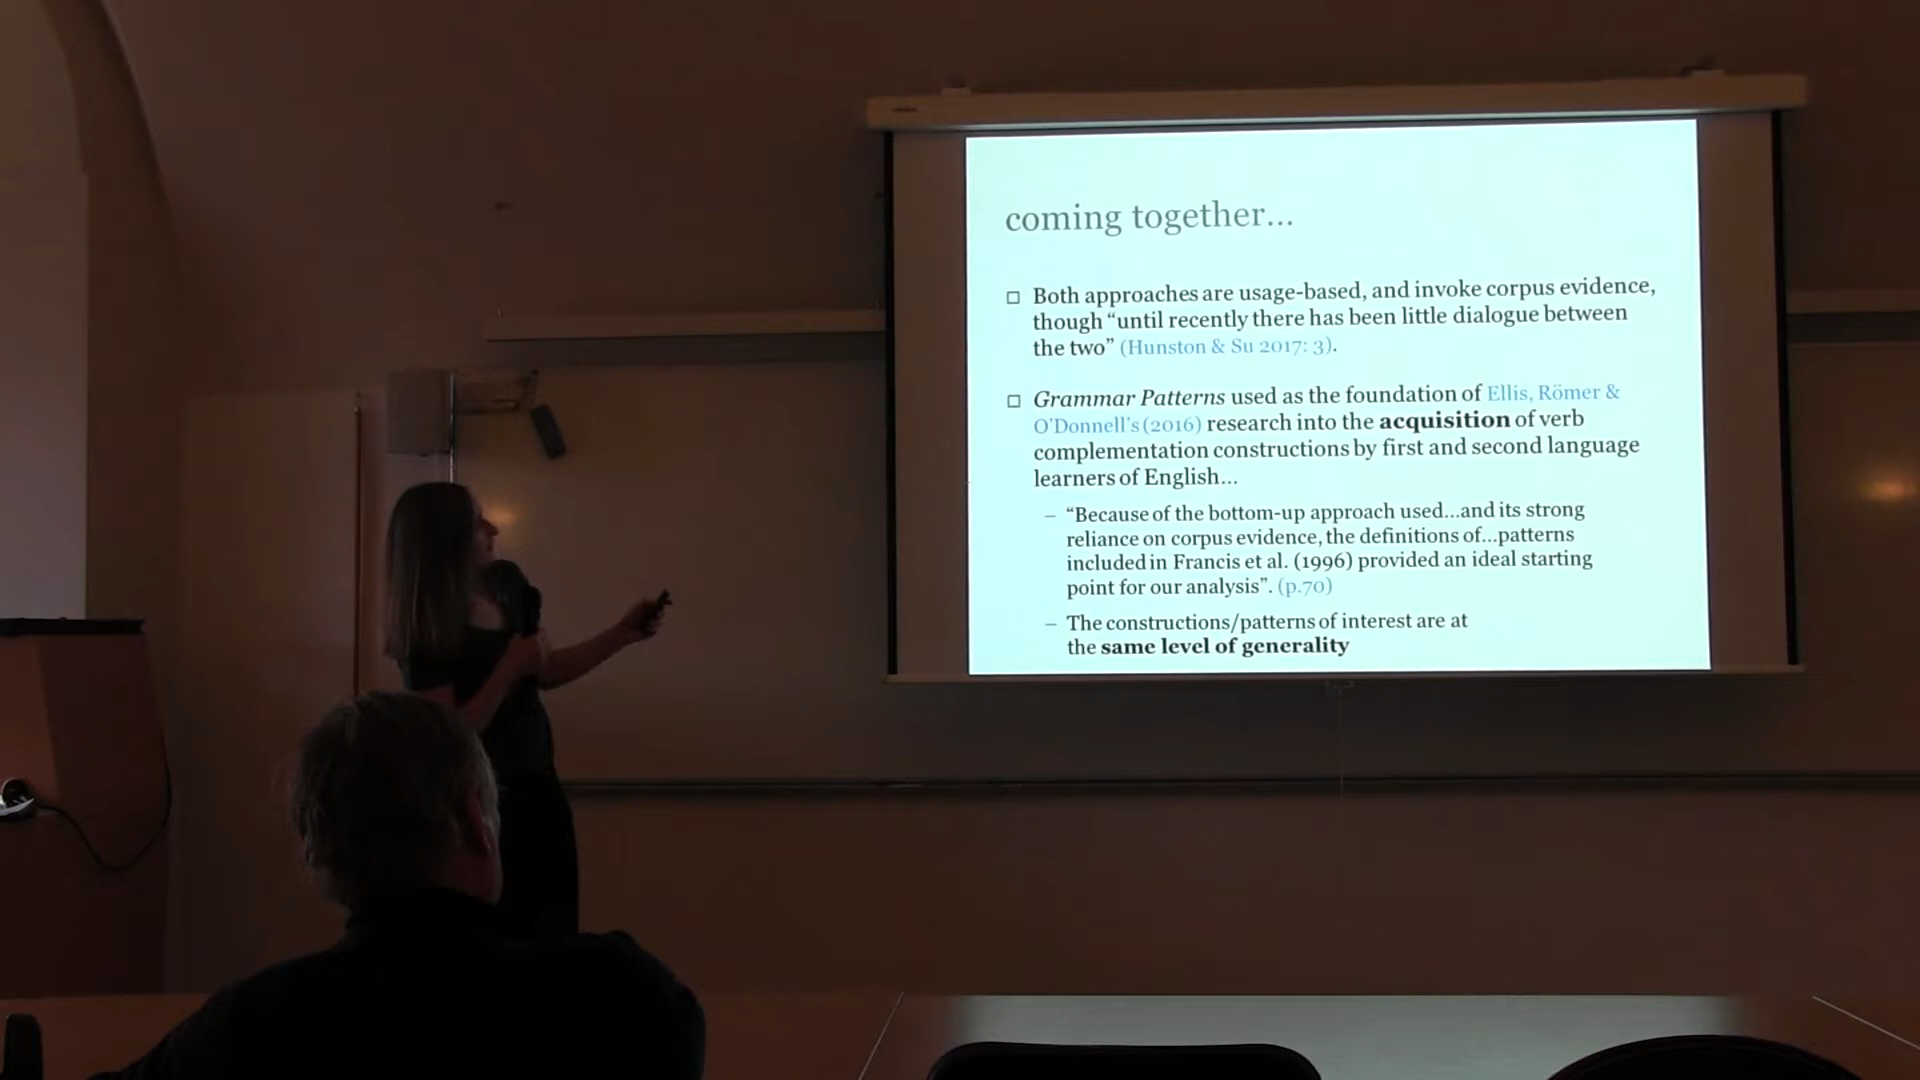 coming together…
Both approaches are usage-based, and invoke corpus evidence,
though “until recently there has been little dialogue between
the two” (Hunston & Su 2017: 3).
Grammar Patterns used as the foundation of Ellis, Römer &
O’Donnell’s (2016) research into the acquisition of verb
complementation constructions by first and second language
learners of English…
– “Because of the bottom-up approach used…and its strong
reliance on corpus evidence, the definitions of…patterns
included in Francis et al. (1996) provided an ideal starting
point for our analysis”. (p.70)
– The constructions/patterns of interest are at
the same level of generality